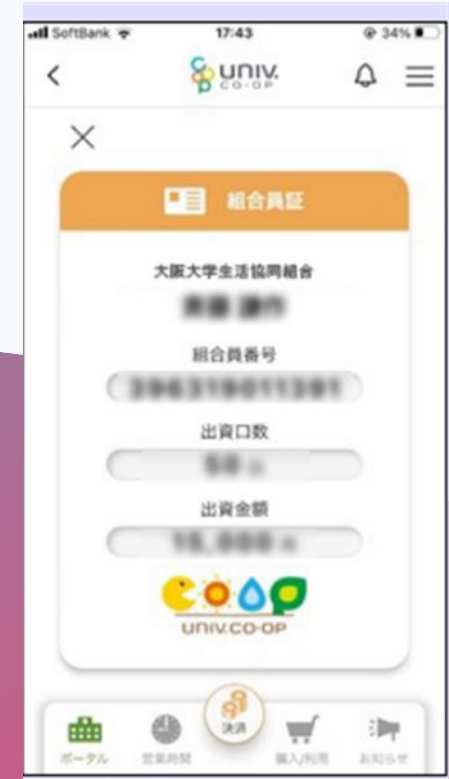 SoftBank 17:43 34%
UNIV.
CO-OP
組合員証
大阪大学生活協同組合
組合員番号
出資口数
出資金額
UNIV.CO-OP
決済
ポータル 営業時間 購入/利用 お知らせ